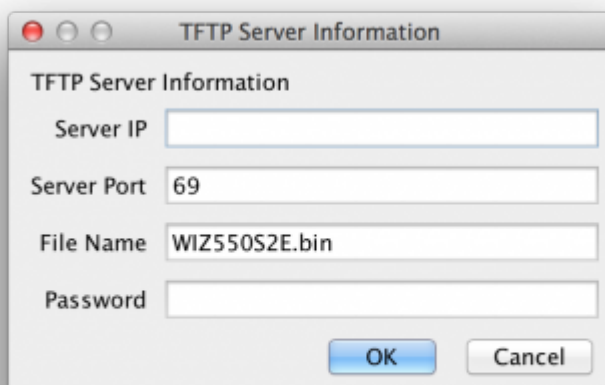 TFTP Server Information
TFTP Server Information
Server IP
Server Port 69
File Name WIZ550S2E.bin
Password
OK Cancel